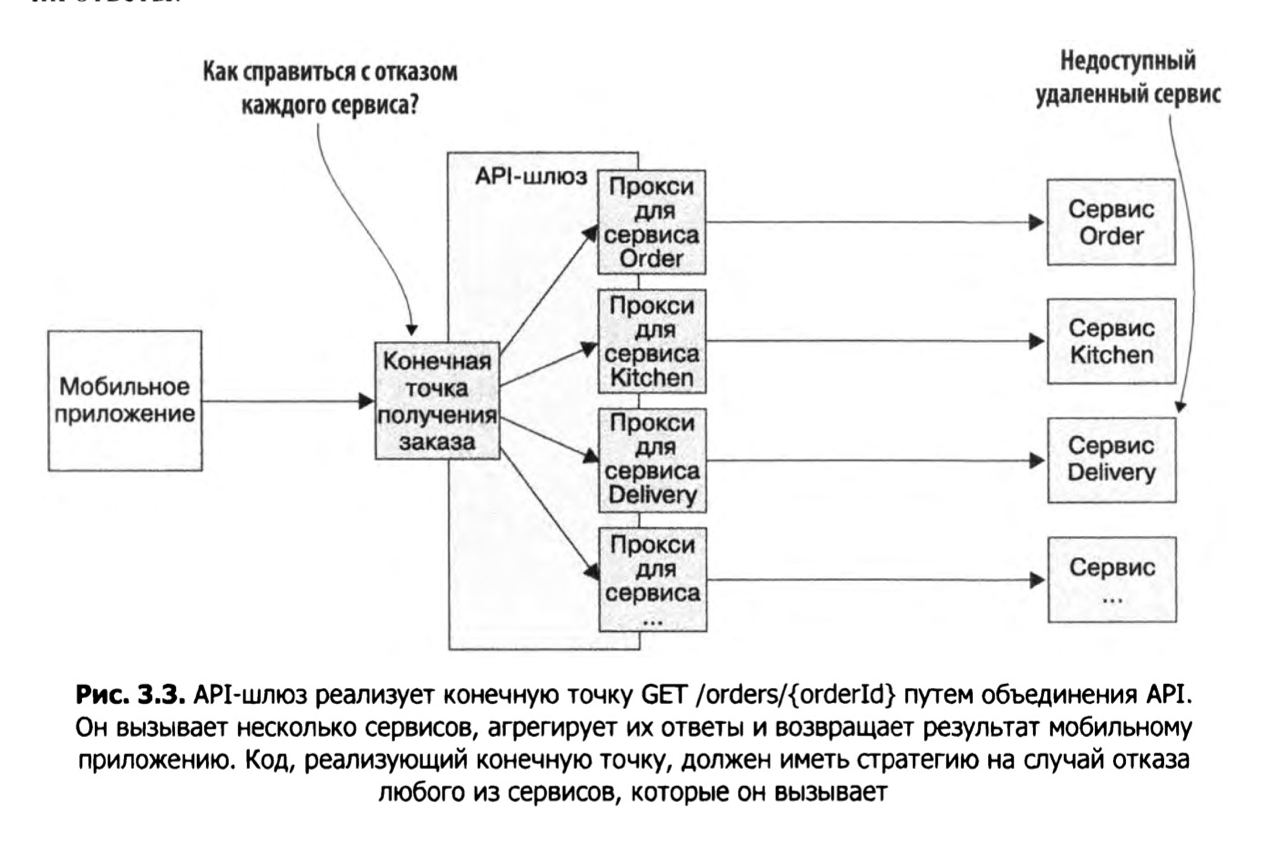 Как справиться с отказом
каждого сервиса?
Недоступный
удаленный сервис
API-шлюз
Прокси
для
сервиса
Order
Сервис
Order
Прокси
для
сервиса
Kitchen
Сервис
Kitchen
Мобильное
приложение
Конечная
точка
получения
заказа
Прокси
для
сервиса
Delivery
Сервис
Delivery
Прокси
для
сервиса
...
Сервис
...
Рис. 3.3. API-шлюз реализует конечную точку GET /orders/{orderId} путем объединения API.
Он вызывает несколько сервисов, агрегирует их ответы и возвращает результат мобильному
приложению. Код, реализующий конечную точку, должен иметь стратегию на случай отказа
любого из сервисов, которые он вызывает